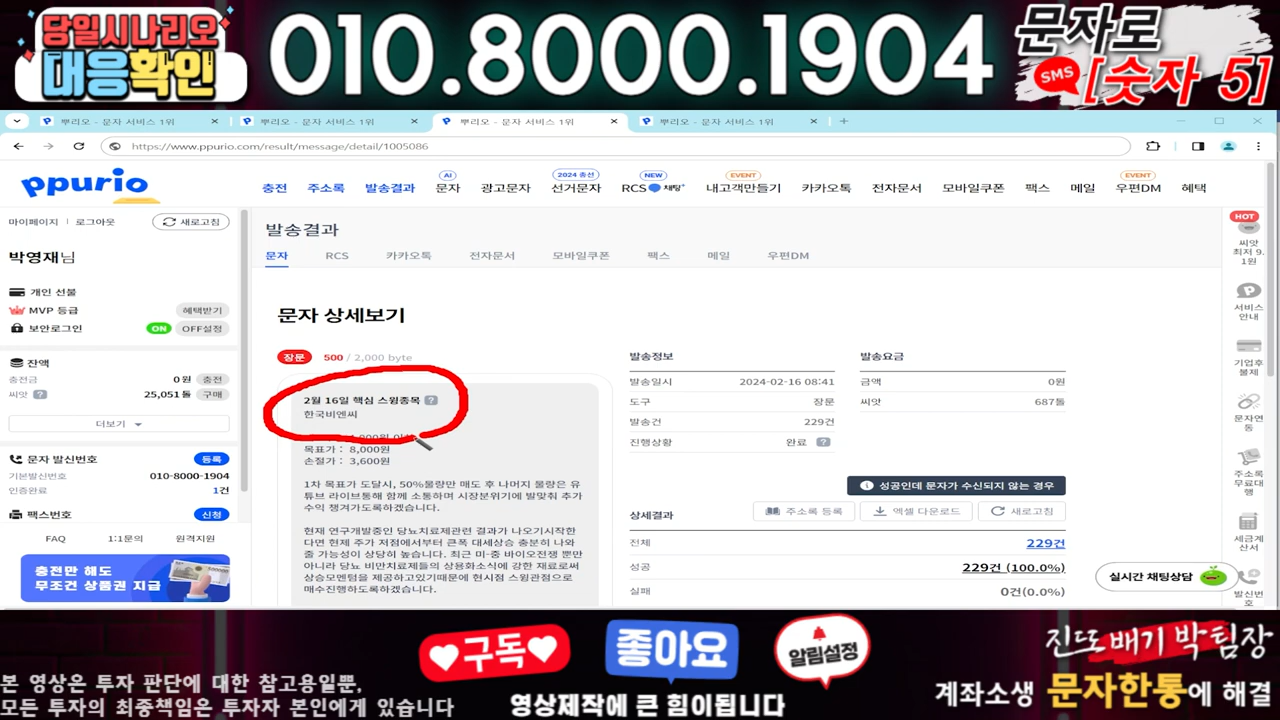 당일시나리오
대응확인
010.8000.1904
문자로
SMS
[숫자 5]
뿌리오 - 문자 서비스 1위
뿌리오 - 문자 서비스 1위
뿌리오 - 문자 서비스 1위
뿌리오 - 문자 서비스 1위
https://www.ppurio.com/result/message/detail/1005086
ppurio
AI
2024 총선
NEW
EVENT
EVENT
충전 주소록 발송결과 문자 광고문자 선거문자 RCS 채팅+ 내고객만들기 카카오톡 전자문서 모바일쿠폰 팩스 메일 우편DM 혜택
마이페이지 | 로그아웃
새로고침
박영재님
개인 선불
MVP 등급 혜택받기
보안로그인 ON OFF설정
잔액
충전금 0원 충전
씨앗 ? 25,051톨 구매
더보기
문자 발신번호 등록
기본발신번호 010-8000-1904
인증완료 1건
팩스번호 신청
FAQ 1:1문의 원격지원
충전만 해도
무조건 상품권 지급
발송결과
문자 RCS 카카오톡 전자문서 모바일쿠폰 팩스 메일 우편DM
문자 상세보기
장문 500 / 2,000 byte
2월 16일 핵심 스윙종목 ?
한국비엔씨
목표가 : 8,000원
손절가 : 3,600원
1차 목표가 도달시, 50%물량만 매도 후 나머지 물량은 유
튜브 라이브통해 함께 소통하며 시장분위기에 발맞춰 추가
수익 챙겨가도록하겠습니다.
현재 연구개발중인 당뇨치료제관련 결과가 나오기시작한
다면 현재 주가 저점에서부터 큰폭 대세상승 충분히 나와
줄 가능성이 상당히 높습니다. 최근 미·중 바이오전쟁 뿐만
아니라 당뇨 비만치료제들의 상용화소식에 강한 재료로써
상승모멘텀을 제공하고있기때문에 현시점 스윙관점으로
매수진행하도록하겠습니다.
발송정보
발송일시 2024-02-16 08:41
도구 장문
발송건 229건
진행상황 완료 ?
발송요금
금액 0원
씨앗 687톨
성공인데 문자가 수신되지 않는 경우
상세결과
주소록 등록
엑셀 다운로드
새로고침
전체 229건
성공 229건 (100.0%)
실패 0건(0.0%)
HOT
씨앗
최저 9.
1원
서비스
안내
기업후
불제
문자연
동
주소록
무료대
행
세금계
산서
발신번
호
실시간 채팅상담
구독
좋아요
알림설정
영상제작에 큰 힘이됩니다
본 영상은 투자 판단에 대한 참고용일뿐,
모든 투자의 최종책임은 투자자 본인에게 있습니다
진또배기 박팀장
계좌소생 문자한통에 해결